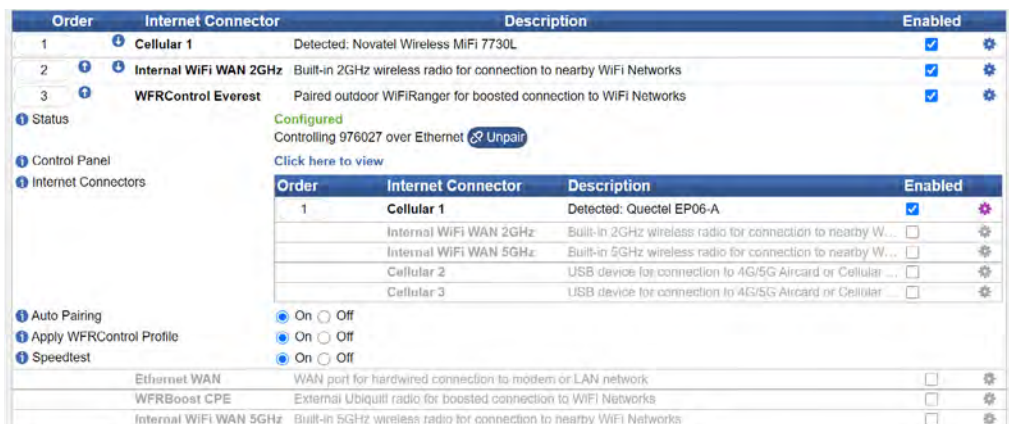 Order Internet Connector Description Enabled
1 Cellular 1 Detected: Novatel Wireless MiFi 7730L
2 Internal WiFi WAN 2GHz Built-in 2GHz wireless radio for connection to nearby WiFi Networks
3 WFRControl Everest Paired outdoor WiFiRanger for boosted connection to WiFi Networks
Status Configured
Controlling 976027 over Ethernet Unpair
Control Panel Click here to view
Internet Connectors
Order Internet Connector Description Enabled
1 Cellular 1 Detected: Quectel EP06-A
Internal WiFi WAN 2GHz Built-in 2GHz wireless radio for connection to nearby W...
Internal WiFi WAN 5GHz Built-in 5GHz wireless radio for connection to nearby W...
Cellular 2 USB device for connection to 4G/5G Aircard or Cellular ...
Cellular 3 USB device for connection to 4G/5G Aircard or Cellular ...
Auto Pairing On Off
Apply WFRControl Profile On Off
Speedtest On Off
Ethernet WAN WAN port for hardwired connection to modem or LAN network
WFRBoost CPE External Ubiquiti radio for boosted connection to WiFi Networks
Internal WiFi WAN 5GHz Built-in 5GHz wireless radio for connection to nearby WiFi Networks